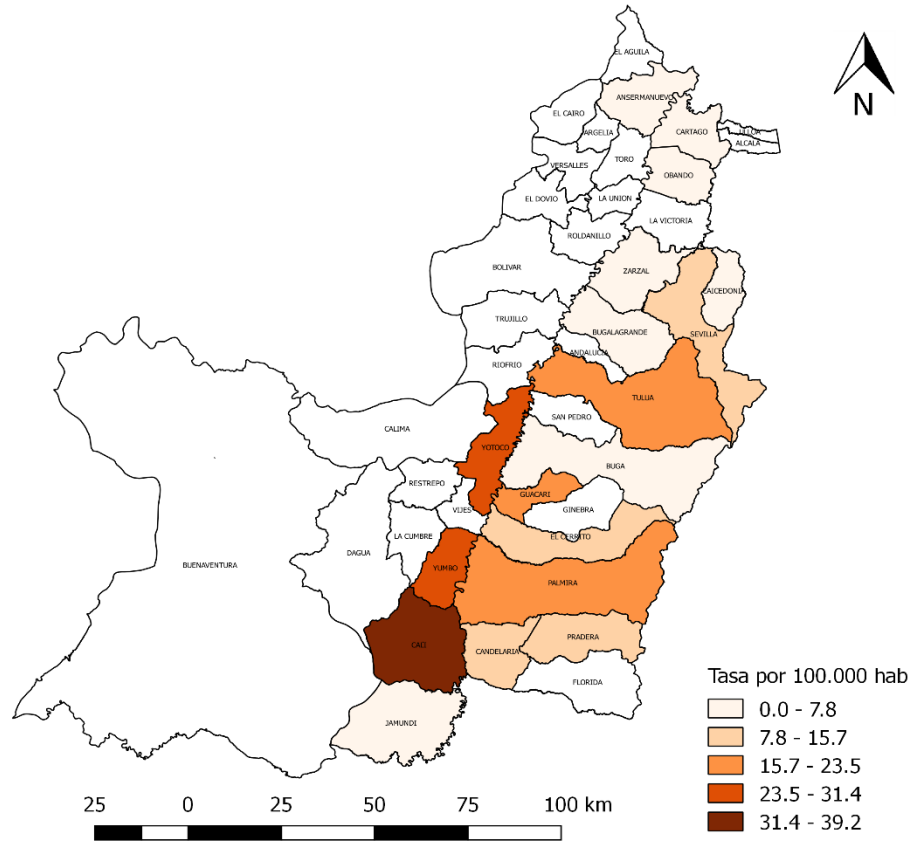 EL AGUILA
ANSERMANUEVO
N
EL CAIRO
ARGELIA
CARTAGO
ULLOA
ALCALA
VERSALLES
TORO
OBANDO
EL DOVIO
LA UNION
LA VICTORIA
ROLDANILLO
BOLIVAR
ZARZAL
CAICEDONIA
TRUJILLO
BUGALAGRANDE
SEVILLA
ANDALUCIA
RIOFRIO
TULUA
SAN PEDRO
CALIMA
YOTOCO
BUGA
RESTREPO
GUACARI
VIJES
GINEBRA
LA CUMBRE
EL CERRITO
DAGUA
BUENAVENTURA
YUMBO
PALMIRA
CALI
PRADERA
CANDELARIA
FLORIDA
JAMUNDI
Tasa por 100.000 hab
0.0 - 7.8
7.8 - 15.7
15.7 - 23.5
23.5 - 31.4
31.4 - 39.2
25 0 25 50 75 100 km